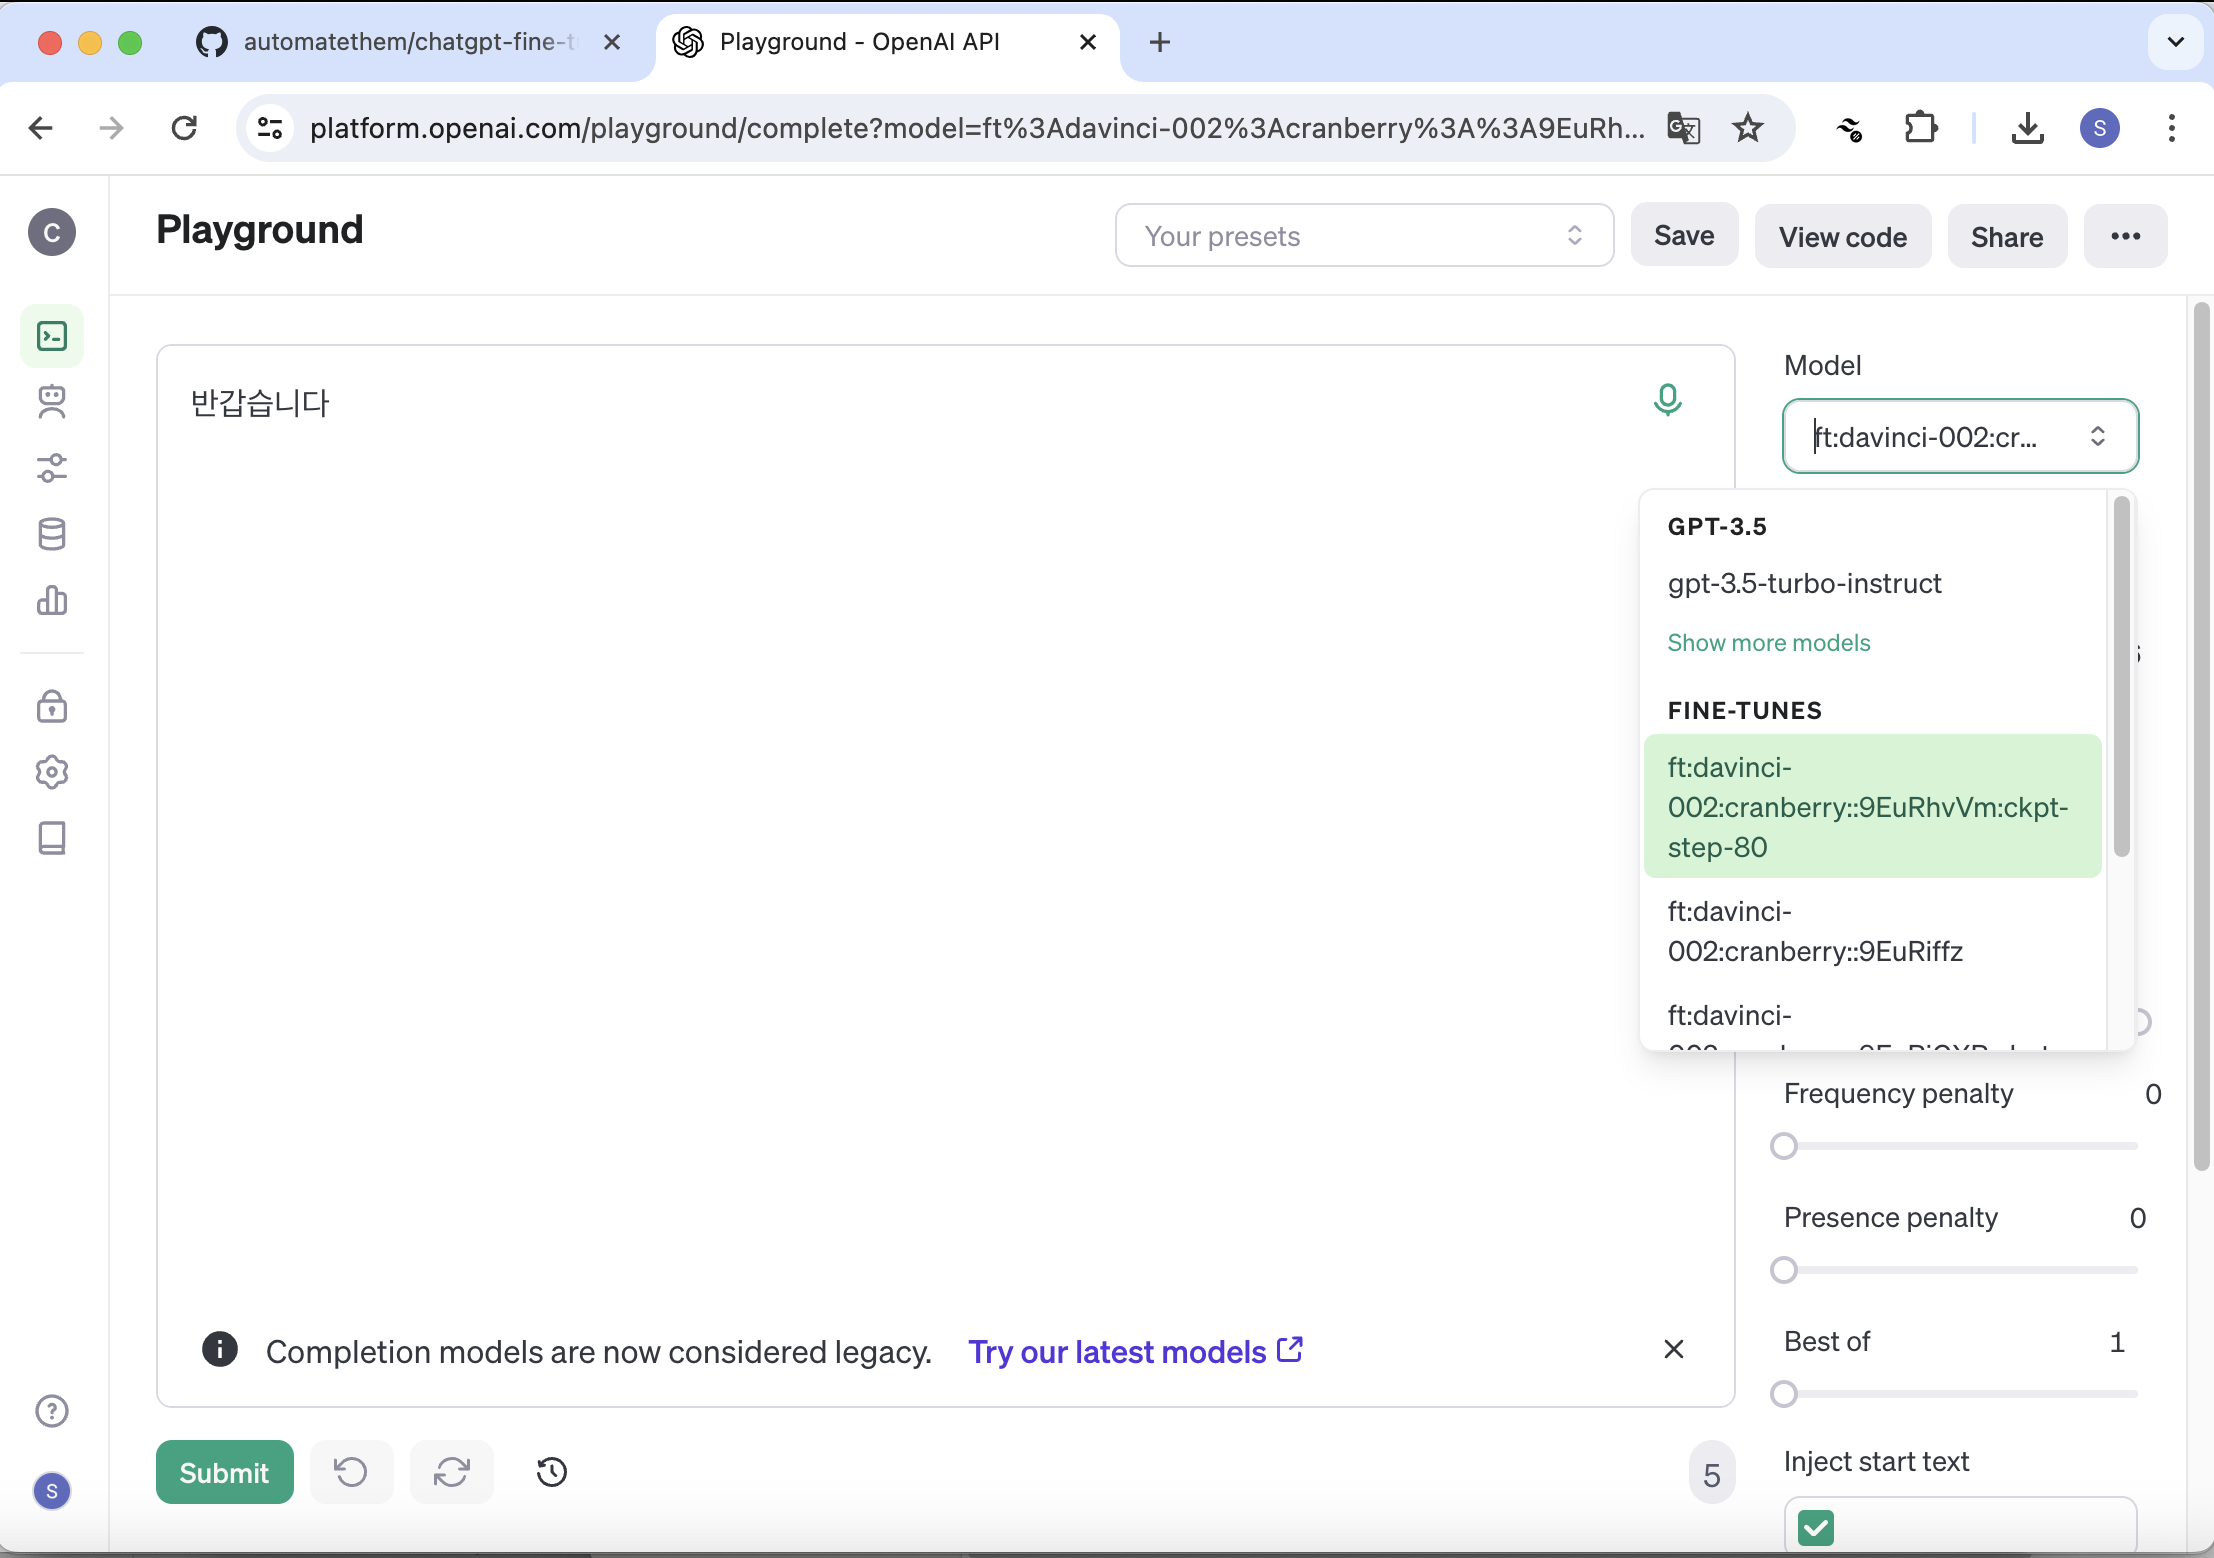 automatethem/chatgpt-fine-t
Playground - OpenAI API
platform.openai.com/playground/complete?model=ft%3Adavinci-002%3Acranberry%3A%3A9EuRh...
S
C
Playground
Your presets
Save
View code
Share
반갑습니다
Model
ft:davinci-002:cr...
GPT-3.5
gpt-3.5-turbo-instruct
Show more models
FINE-TUNES
ft:davinci-
002:cranberry::9EuRhvVm:ckpt-
step-80
ft:davinci-
002:cranberry::9EuRiffz
ft:davinci-
Frequency penalty 0
Presence penalty 0
Best of 1
Completion models are now considered legacy. Try our latest models
Inject start text
Submit
5
S